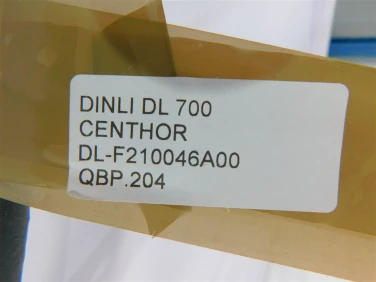 DINLI DL 700
CENTHOR
DL-F210046A00
QBP.204